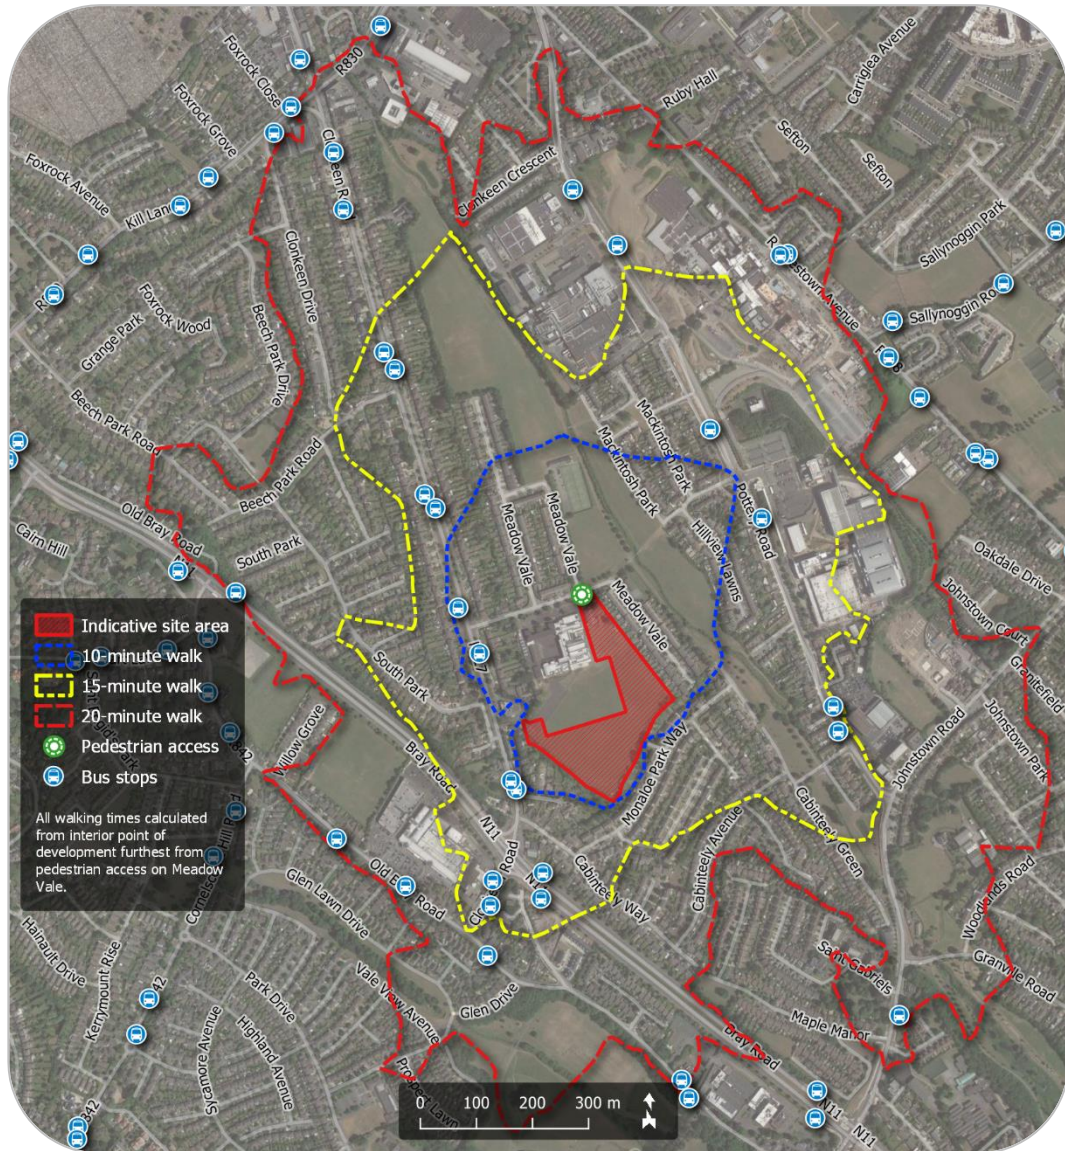 Foxrock Close
R830
Foxrock Grove
Ruby Hall
Carriglea Avenue
Sefton
Sefton
Foxrock Avenue
Kill Lane
Clonkeen Crescent
Sallynoggin Park
Clonkeen Drive
Foxrock Wood
Grange Park
Beech Park Drive
Beech Park Road
Beech Park Road
Mackintosh Park
Mackintosh Park
Old Bray Road
Cairn Hill
South Park
Meadow Vale
Meadow Vale
Pottery Road
Hillview Lawns
Meadow Vale
Oakdale Drive
Johnstown Court
Granitefield
Johnstown Park
Johnstown Road
South Park
Willow Grove
Bray Road
Monaloe Park Way
N11
Cabinteely Avenue
Cabinteely Green
Cabinteely Way
Woodlands Road
Saint Gabriels
Granville Road
Maple Manor
Bray Road
Glen Lawn Drive
Hainault Drive
Kerrymount Rise
Park Drive
Vale View Avenue
Glen Drive
Highland Avenue
Sycamore Avenue
Prospect Lawn
N11
N11
Indicative site area
10-minute walk
15-minute walk
20-minute walk
Pedestrian access
Bus stops
All walking times calculated
from interior point of
development furthest from
pedestrian access on Meadow
Vale.
0 100 200 300 m